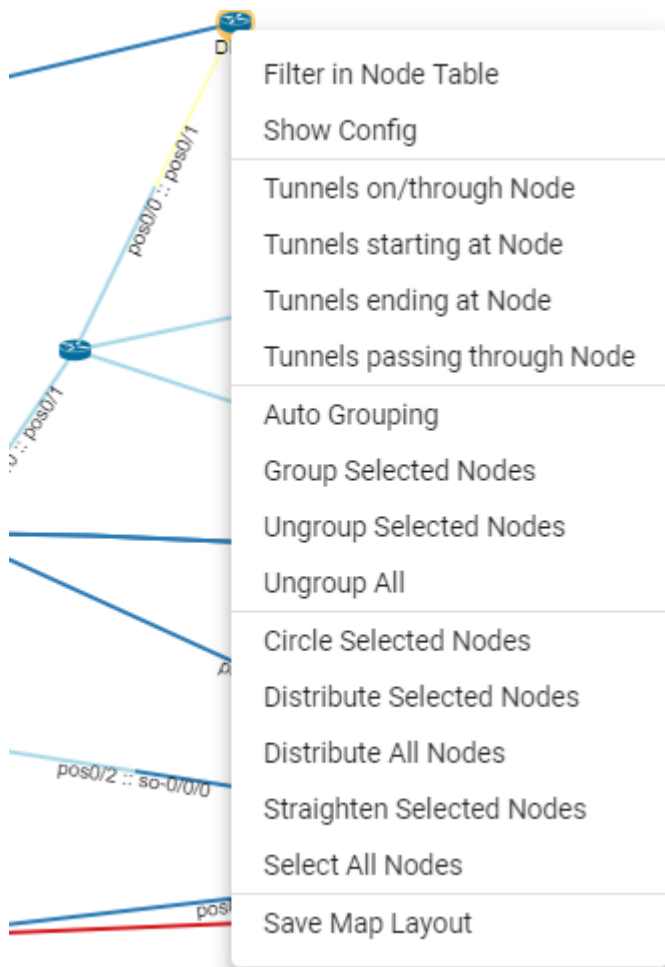 Filter in Node Table
Show Config
pos0/0 :: pos0/1
Tunnels on/through Node
Tunnels starting at Node
Tunnels ending at Node
Tunnels passing through Node
:: pos0/1
Auto Grouping
Group Selected Nodes
Ungroup Selected Nodes
Ungroup All
Circle Selected Nodes
Distribute Selected Nodes
Distribute All Nodes
pos0/2 :: so-0/0/0
Straighten Selected Nodes
Select All Nodes
Save Map Layout